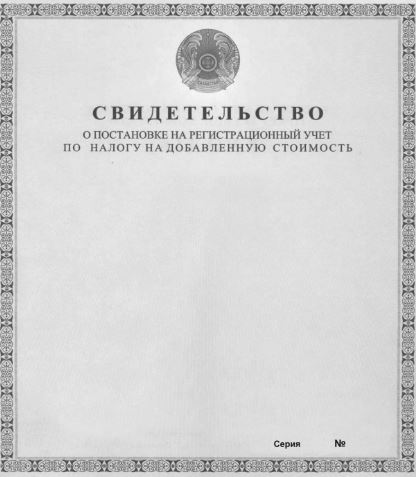 СВИДЕТЕЛЬСТВО
О ПОСТАНОВКЕ НА РЕГИСТРАЦИОННЫЙ УЧЕТ
ПО НАЛОГУ НА ДОБАВЛЕННУЮ СТОИМОСТЬ
Серия №